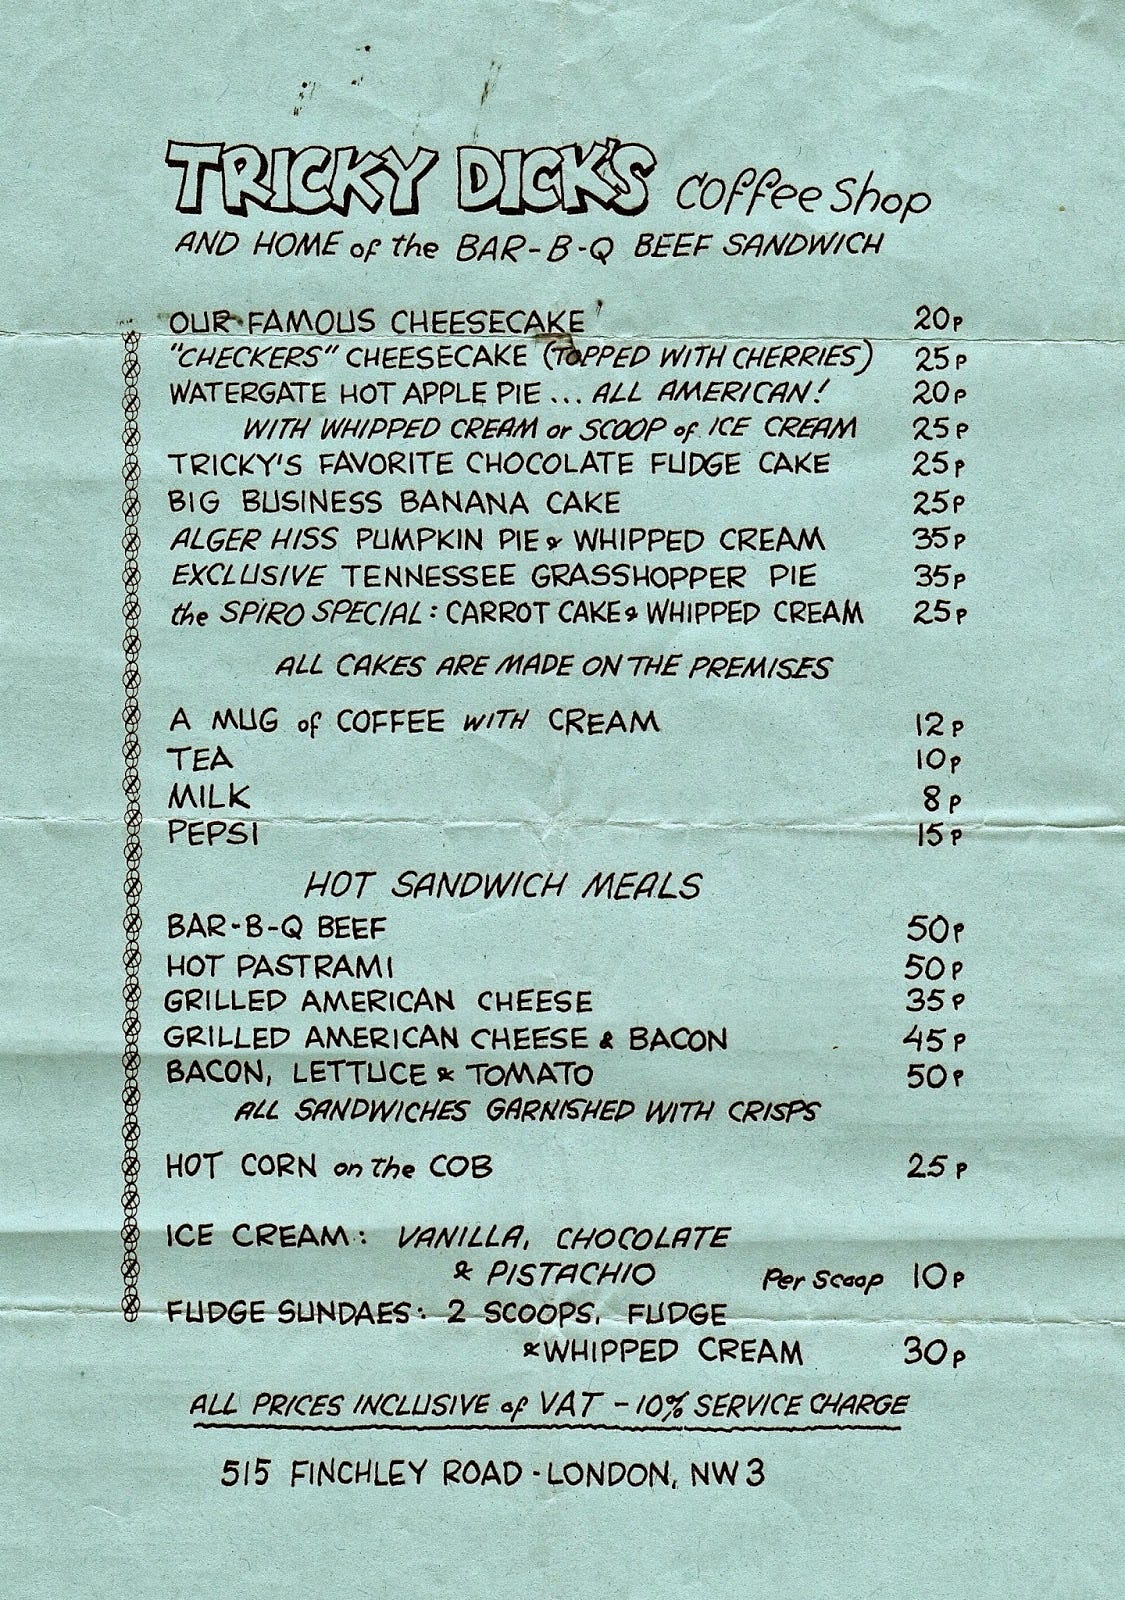 TRICKY DICK'S Coffee Shop
AND HOME of the BAR-B-Q BEEF SANDWICH
OUR FAMOUS CHEESECAKE 20p
"CHECKERS" CHEESECAKE (TOPPED WITH CHERRIES) 25p
WATERGATE HOT APPLE PIE... ALL AMERICAN! 20p
WITH WHIPPED CREAM or SCOOP of ICE CREAM 25p
TRICKY'S FAVORITE CHOCOLATE FUDGE CAKE 25p
BIG BUSINESS BANANA CAKE 25p
ALGER HISS PUMPKIN PIE & WHIPPED CREAM 35p
EXCLUSIVE TENNESSEE GRASSHOPPER PIE 35p
the SPIRO SPECIAL: CARROT CAKE & WHIPPED CREAM 25p
ALL CAKES ARE MADE ON THE PREMISES
A MUG of COFFEE WITH CREAM 12p
TEA 10p
MILK 8p
PEPSI 15p
HOT SANDWICH MEALS
BAR-B-Q BEEF 50p
HOT PASTRAMI 50p
GRILLED AMERICAN CHEESE 35p
GRILLED AMERICAN CHEESE & BACON 45p
BACON, LETTUCE & TOMATO 50p
ALL SANDWICHES GARNISHED WITH CRISPS
HOT CORN on the COB 25p
ICE CREAM: VANILLA, CHOCOLATE
& PISTACHIO Per Scoop 10p
FUDGE SUNDAES: 2 SCOOPS, FUDGE
& WHIPPED CREAM 30p
ALL PRICES INCLUSIVE of VAT - 10% SERVICE CHARGE
515 FINCHLEY ROAD - LONDON, NW3